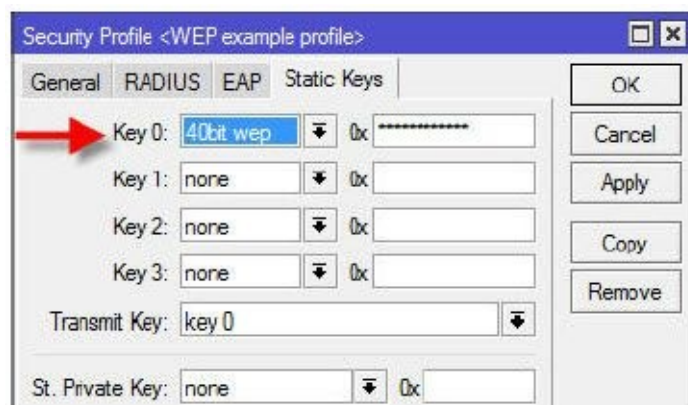 Security Profile <WEP example profile>
General RADIUS EAP Static Keys
OK
Key 0: 40bit wep 0x *************
Cancel
Key 1: none 0x
Apply
Key 2: none 0x
Copy
Key 3: none 0x
Remove
Transmit Key: key 0
St. Private Key: none 0x